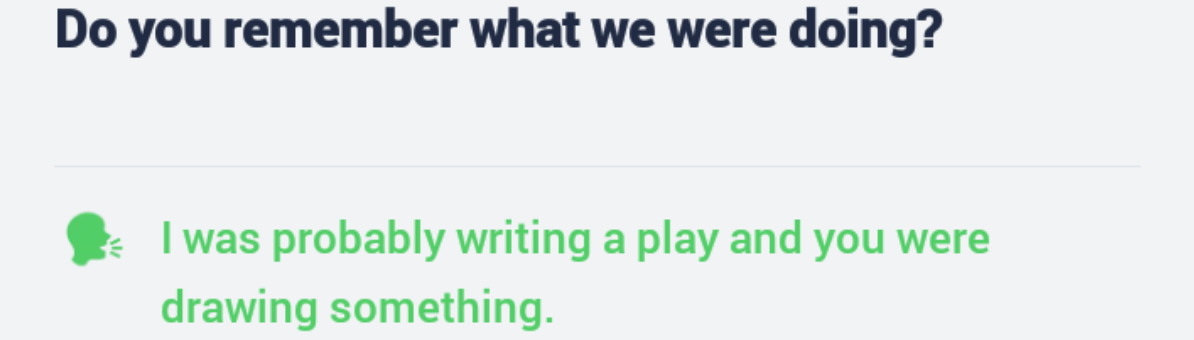 Do you remember what we were doing?
I was probably writing a play and you were
drawing something.